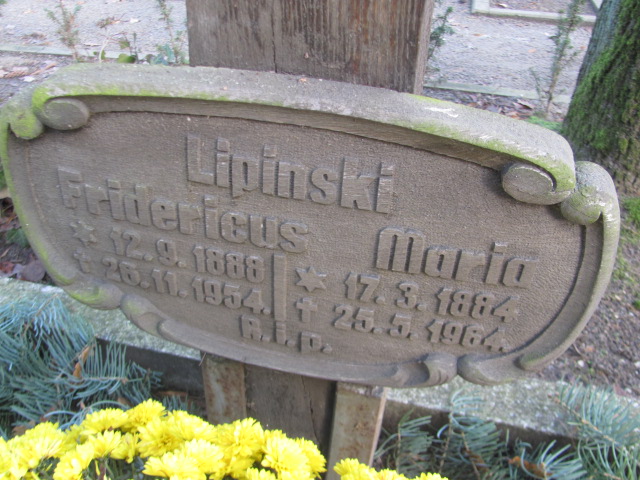 Lipinski
Fridericus Maria
* 12.9.1888 * 17.3.1884
† 26.11.1954. † 25.5.1964.
R.i.p.